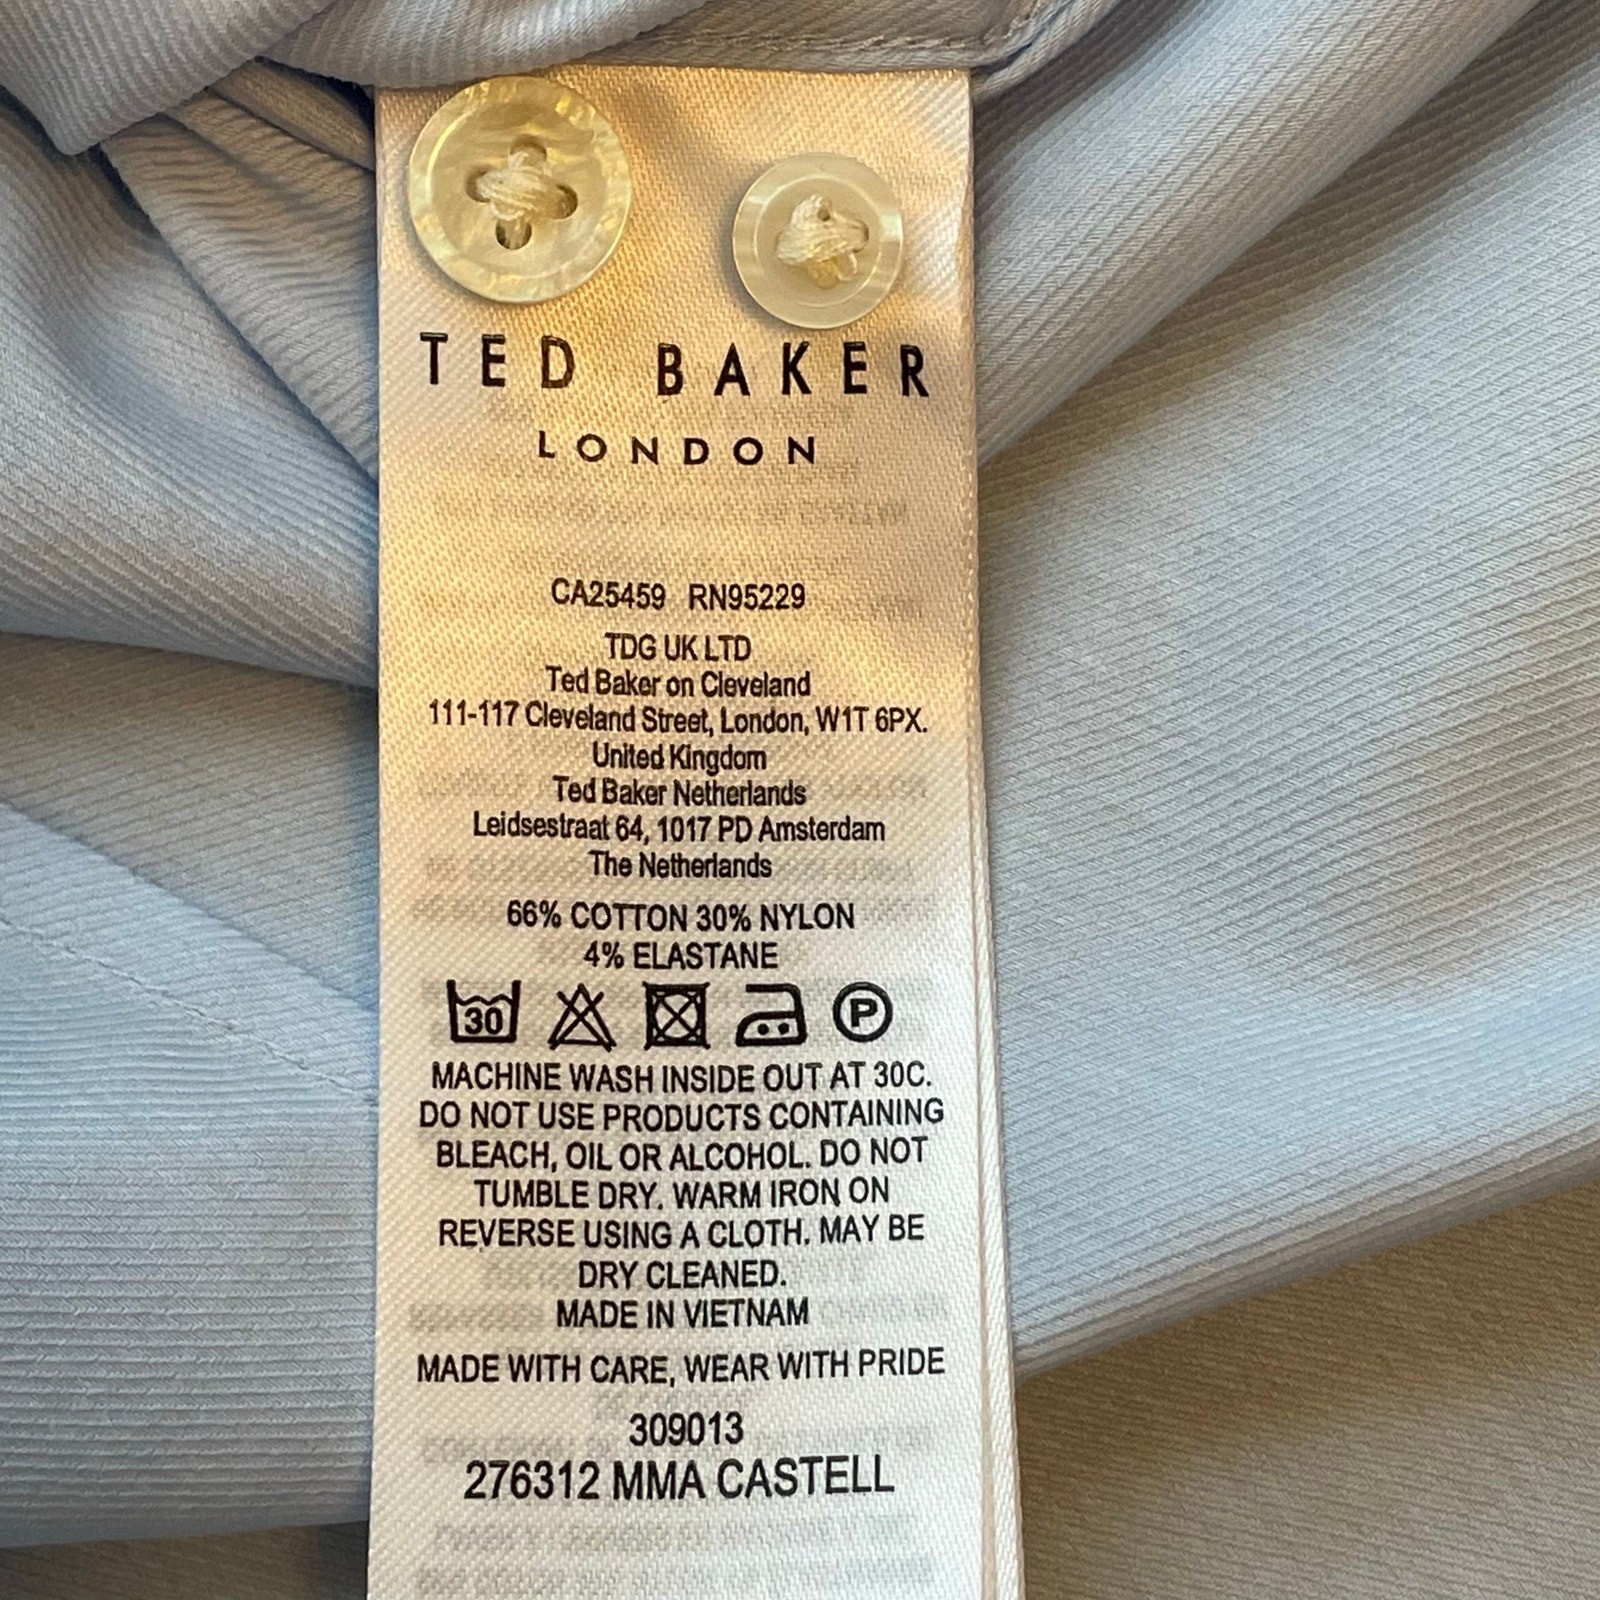 TED BAKER
LONDON
CA25459 RN95229
TDG UK LTD
Ted Baker on Cleveland
111-117 Cleveland Street, London, W1T 6PX.
United Kingdom
Ted Baker Netherlands
Leidsestraat 64, 1017 PD Amsterdam
The Netherlands
66% COTTON 30% NYLON
4% ELASTANE
30 P
MACHINE WASH INSIDE OUT AT 30C.
DO NOT USE PRODUCTS CONTAINING
BLEACH, OIL OR ALCOHOL. DO NOT
TUMBLE DRY. WARM IRON ON
REVERSE USING A CLOTH. MAY BE
DRY CLEANED.
MADE IN VIETNAM
MADE WITH CARE, WEAR WITH PRIDE
309013
276312 MMA CASTELL